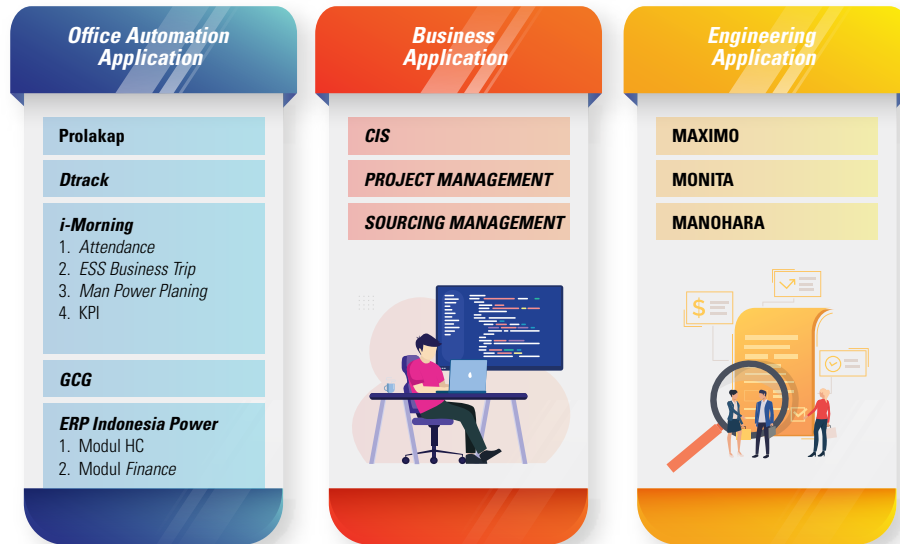 Office Automation
Application
Prolakap
Dtrack
i-Morning
1. Attendance
2. ESS Business Trip
3. Man Power Planing
4. KPI
GCG
ERP Indonesia Power
1. Modul HC
2. Modul Finance
Business
Application
CIS
PROJECT MANAGEMENT
SOURCING MANAGEMENT
Engineering
Application
MAXIMO
MONITA
MANOHARA
$